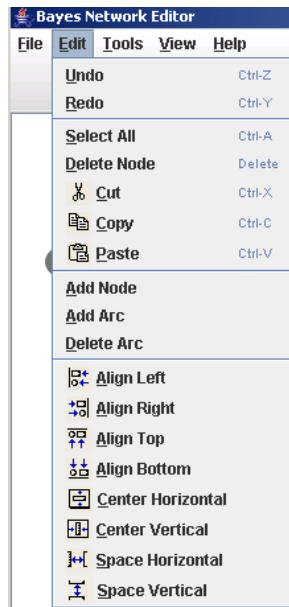 Bayes Network Editor
File Edit Tools View Help
Undo Ctrl-Z
Redo Ctrl-Y
Select All Ctrl-A
Delete Node Delete
Cut Ctrl-X
Copy Ctrl-C
Paste Ctrl-V
Add Node
Add Arc
Delete Arc
Align Left
Align Right
Align Top
Align Bottom
Center Horizontal
Center Vertical
Space Horizontal
Space Vertical